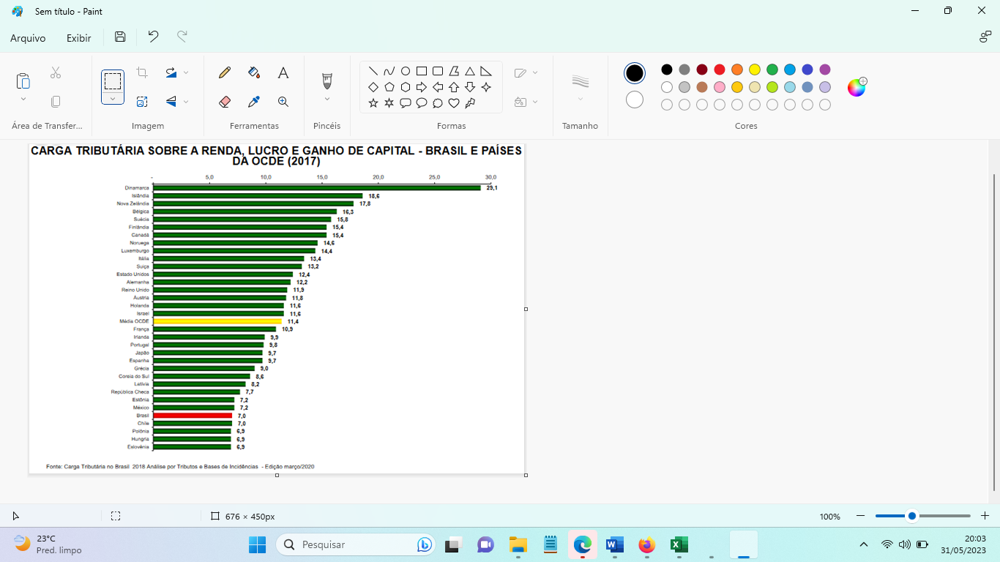 Sem título - Paint
Arquivo Exibir
Área de Transfer... Imagem Ferramentas Pincéis Formas Tamanho Cores
CARGA TRIBUTÁRIA SOBRE A RENDA, LUCRO E GANHO DE CAPITAL - BRASIL E PAÍSES
DA OCDE (2017)
- 5,0 10,0 15,0 20,0 25,0 30,0
Dinamarca 29,1
Islândia 18,6
Nova Zelândia 17,8
Bélgica 16,3
Suécia 15,8
Finlândia 15,4
Canadá 15,4
Noruega 14,6
Luxemburgo 14,4
Itália 13,4
Suíça 13,2
Estado Unidos 12,4
Alemanha 12,2
Reino Unido 11,9
Áustria 11,8
Holanda 11,6
Israel 11,6
Média OCDE 11,4
França 10,9
Irlanda 9,9
Portugal 9,8
Japão 9,7
Espanha 9,7
Grécia 9,0
Coreia do Sul 8,6
Latívia 8,2
República Checa 7,7
Estônia 7,2
México 7,2
Brasil 7,0
Chile 7,0
Polônia 6,9
Hungria 6,9
Eslovênia 6,9
Fonte: Carga Tributária no Brasil 2018 Análise por Tributos e Bases de Incidências - Edição março/2020
676 × 450px 100%
23°C
Pred. limpo
Pesquisar
20:03
31/05/2023